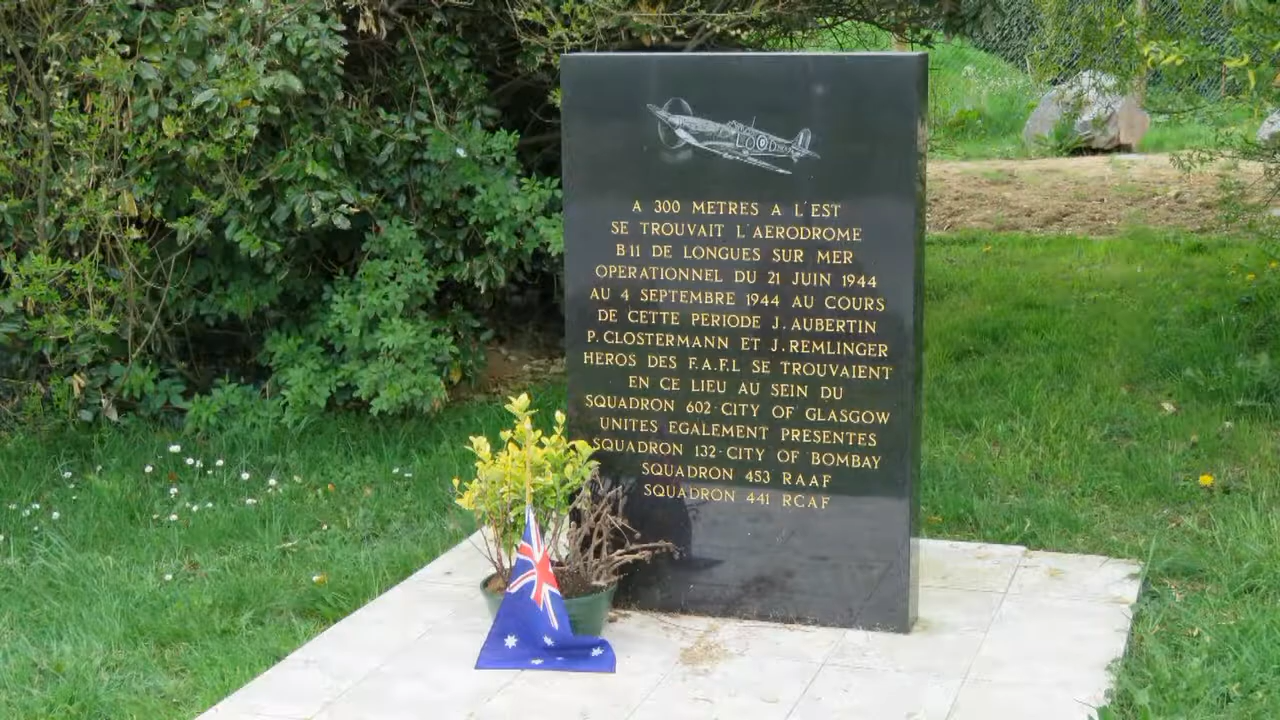 LO D
A 300 METRES A L'EST
SE TROUVAIT L'AERODROME
B11 DE LONGUES SUR MER
OPERATIONNEL DU 21 JUIN 1944
AU 4 SEPTEMBRE 1944 AU COURS
DE CETTE PERIODE J. AUBERTIN
P. CLOSTERMANN ET J. REMLINGER
HEROS DES F.A.F.L SE TROUVAIENT
EN CE LIEU AU SEIN DU
SQUADRON 602-CITY OF GLASGOW
UNITES EGALEMENT PRESENTES
SQUADRON 132-CITY OF BOMBAY
SQUADRON 453 RAAF
SQUADRON 441 RCAF